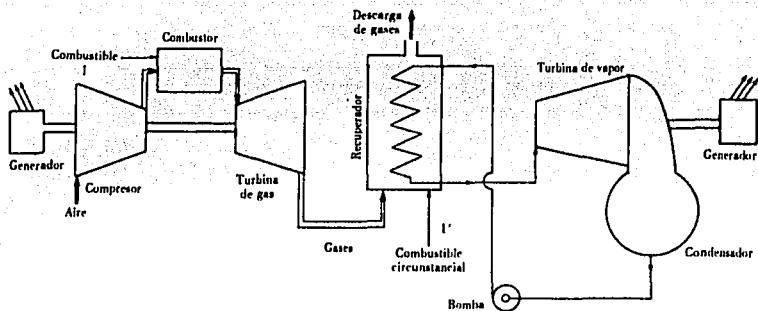 Descarga
de gases
Combustor
Combustible
1
Turbina de vapor
Recuperador
Generador
Compresor
Turbina
de gas
Aire
Gases
1'
Combustible
circunstancial
Generador
Condensador
Bomba